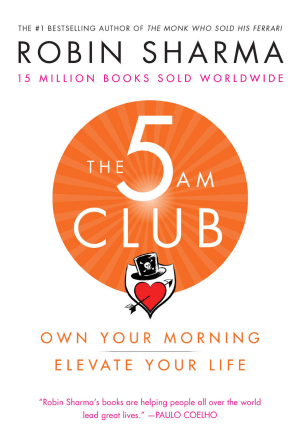 THE #1 BESTSELLING AUTHOR OF THE MONK WHO SOLD HIS FERRARI
ROBIN SHARMA
15 MILLION BOOKS SOLD WORLDWIDE
THE 5 AM
CLUB
OWN YOUR MORNING
ELEVATE YOUR LIFE
“Robin Sharma’s books are helping people all over the world
lead great lives.” —PAULO COELHO